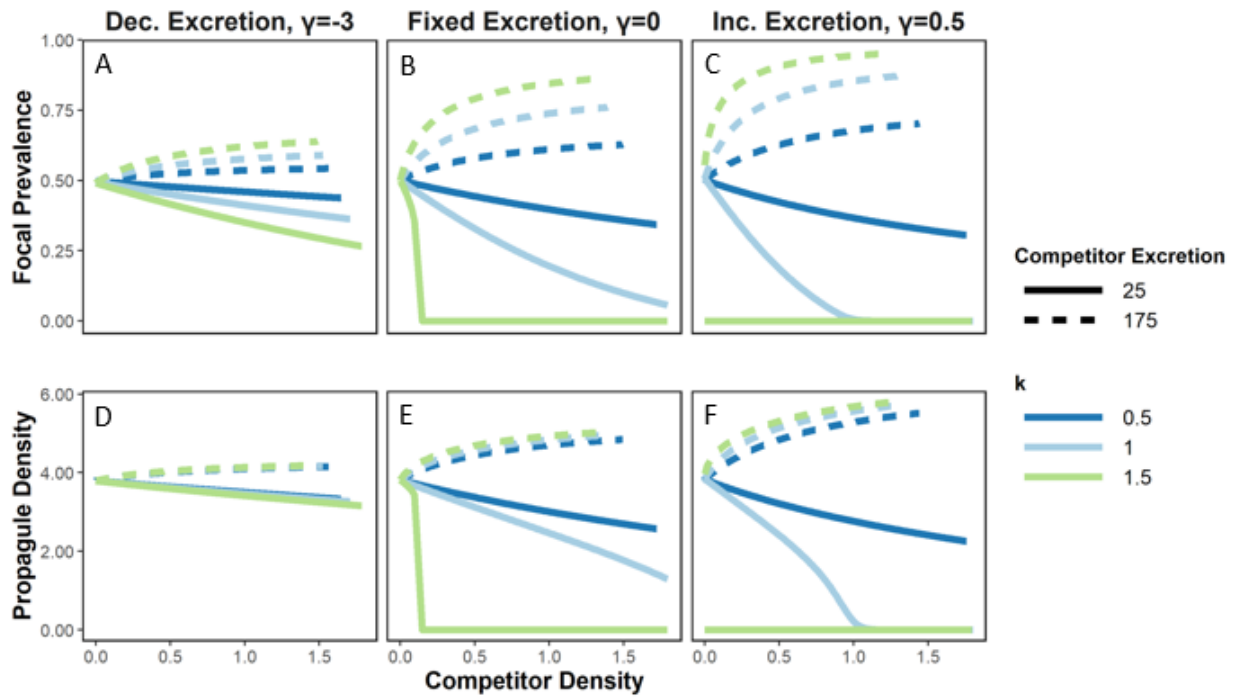 Dec. Excretion, γ=-3 Fixed Excretion, γ=0 Inc. Excretion, γ=0.5
Focal Prevalence
1.00
0.75
0.50
0.25
0.00
A B C
Competitor Excretion
25
175
k
0.5
1
1.5
Propagule Density
6.00
4.00
2.00
0.00
D E F
0.0 0.5 1.0 1.5 0.0 0.5 1.0 1.5 0.0 0.5 1.0 1.5
Competitor Density